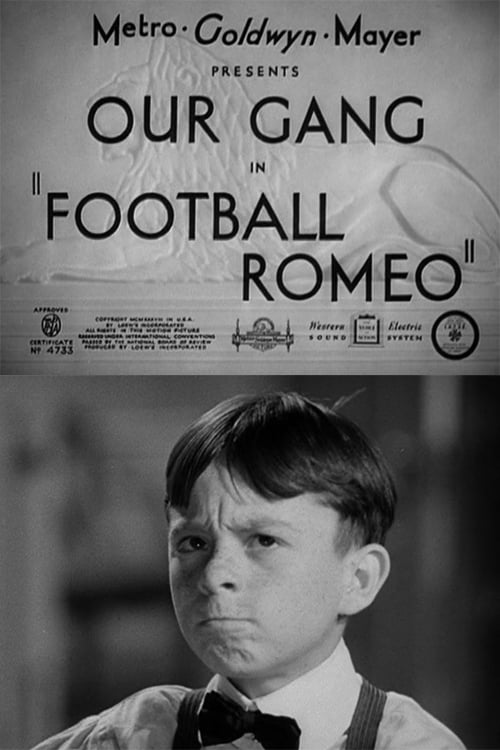 Metro-Goldwyn-Mayer
PRESENTS
OUR GANG
IN
"FOOTBALL
ROMEO"
APPROVED
CERTIFICATE
Nº 4733
COPYRIGHT MCMXXXVIII IN U.S.A.
BY LOEW'S INCORPORATED
ALL RIGHTS IN THIS MOTION PICTURE
RESERVED UNDER INTERNATIONAL CONVENTIONS
PASSED BY THE NATIONAL BOARD OF REVIEW
PRODUCED BY LOEW'S INCORPORATED
Western Electric
SOUND SYSTEM